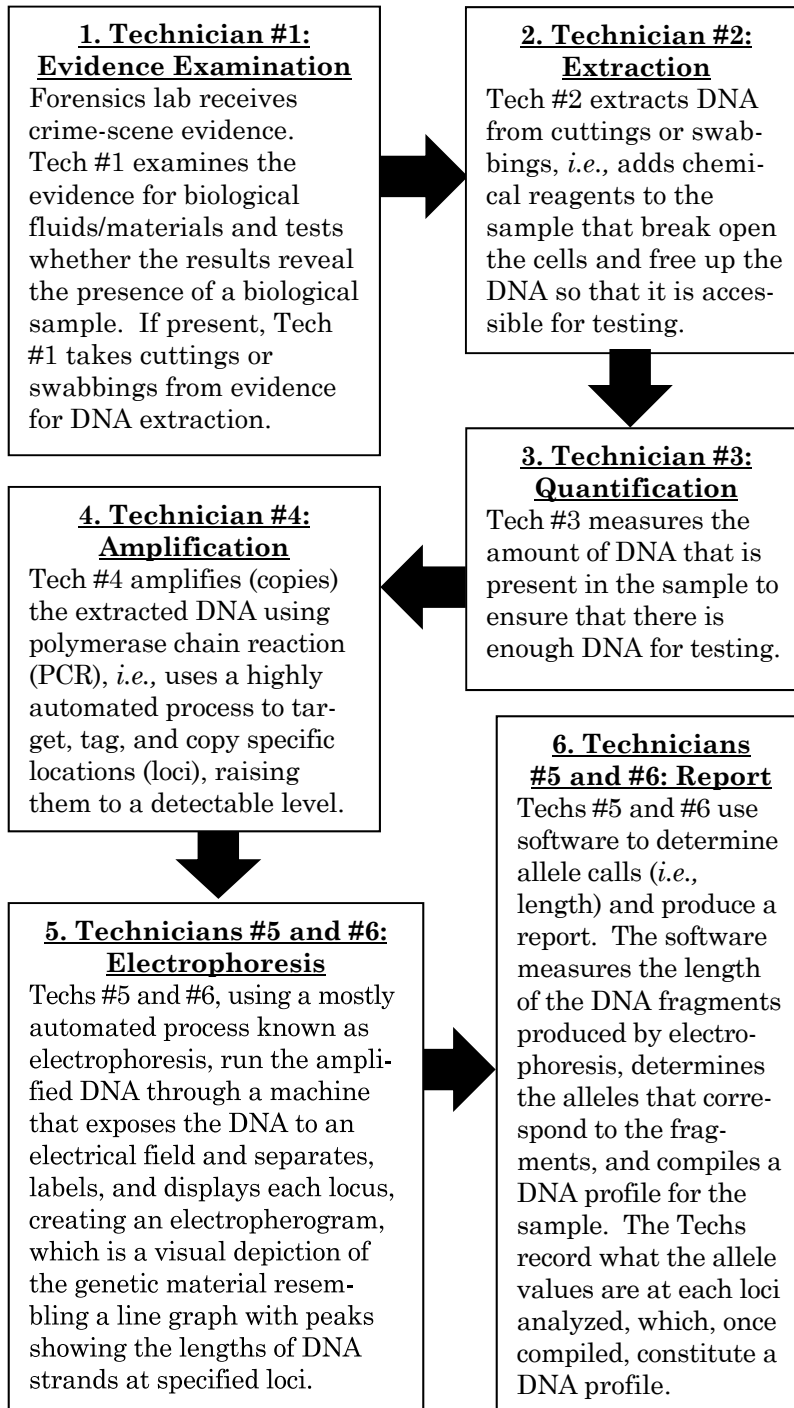 1. Technician #1:
Evidence Examination
Forensics lab receives
crime-scene evidence.
Tech #1 examines the
evidence for biological
fluids/materials and tests
whether the results reveal
the presence of a biological
sample. If present, Tech
#1 takes cuttings or
swabbings from evidence
for DNA extraction.
2. Technician #2:
Extraction
Tech #2 extracts DNA
from cuttings or swab-
bings, i.e., adds chemi-
cal reagents to the
sample that break open
the cells and free up the
DNA so that it is acces-
sible for testing.
3. Technician #3:
Quantification
Tech #3 measures the
amount of DNA that is
present in the sample to
ensure that there is
enough DNA for testing.
4. Technician #4:
Amplification
Tech #4 amplifies (copies)
the extracted DNA using
polymerase chain reaction
(PCR), i.e., uses a highly
automated process to tar-
get, tag, and copy specific
locations (loci), raising
them to a detectable level.
5. Technicians #5 and #6:
Electrophoresis
Techs #5 and #6, using a mostly
automated process known as
electrophoresis, run the ampli-
fied DNA through a machine
that exposes the DNA to an
electrical field and separates,
labels, and displays each locus,
creating an electropherogram,
which is a visual depiction of
the genetic material resem-
bling a line graph with peaks
showing the lengths of DNA
strands at specified loci.
6. Technicians
#5 and #6: Report
Techs #5 and #6 use
software to determine
allele calls (i.e.,
length) and produce a
report. The software
measures the length
of the DNA fragments
produced by electro-
phoresis, determines
the alleles that corre-
spond to the frag-
ments, and compiles a
DNA profile for the
sample. The Techs
record what the allele
values are at each loci
analyzed, which, once
compiled, constitute a
DNA profile.